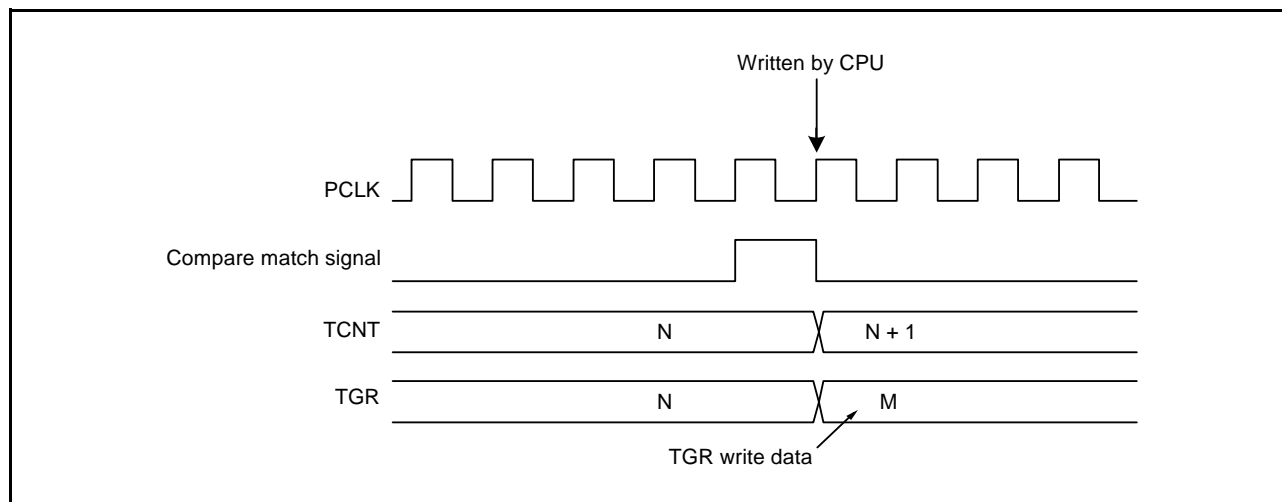 Written by CPU
PCLK
Compare match signal
TCNT
N
N + 1
TGR
N
M
TGR write data